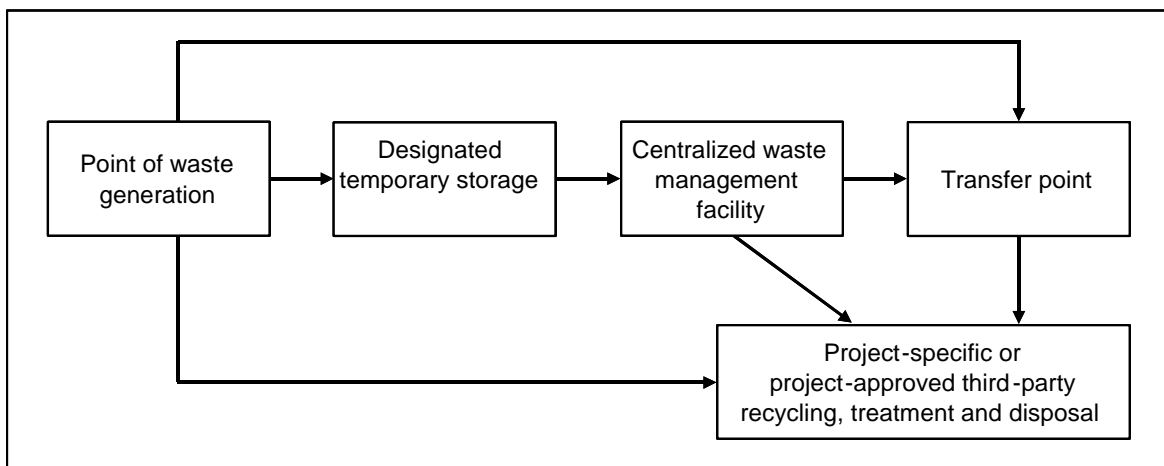 Point of waste
generation
Designated
temporary storage
Centralized waste
management
facility
Transfer point
Project-specific or
project-approved third-party
recycling, treatment and disposal